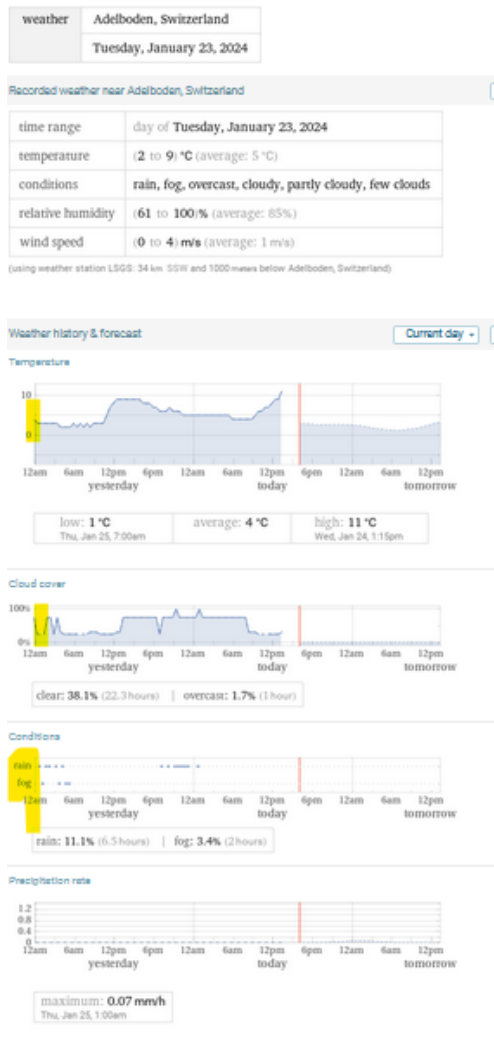 weather
Adelboden, Switzerland
Tuesday, January 23, 2024
Recorded weather near Adelboden, Switzerland
time range day of Tuesday, January 23, 2024
temperature (2 to 9) °C (average: 5 °C)
conditions rain, fog, overcast, cloudy, partly cloudy, few clouds
relative humidity (61 to 100)% (average: 85%)
wind speed (0 to 4) m/s (average: 1 m/s)
(using weather station LSGS: 34 km SSW and 1000 meters below Adelboden, Switzerland)
Weather history & forecast Current day
Temperature
10
0
12am 6am 12pm 6pm 12am 6am 12pm 6pm 12am 12pm
yesterday today tomorrow
low: 1 °C average: 4 °C high: 11 °C
Thu, Jan 25, 7:00am Wed, Jan 24, 1:15pm
Cloud cover
100%
0%
12am 6am 12pm 6pm 12am 6am 12pm 6pm 12am 12pm
yesterday today tomorrow
clear: 38.1% (22.3 hours) | overcast: 1.7% (1 hour)
Conditions
rain
fog
12am 6am 12pm 6pm 12am 6am 12pm 6pm 12am 6am 12pm
yesterday today tomorrow
rain: 11.1% (6.5 hours) | fog: 3.4% (2 hours)
Precipitation rate
1.2
0.8
0.4
0
12am 6am 12pm 6pm 12am 6am 12pm 6pm 12am 6am 12pm
yesterday today tomorrow
maximum: 0.07 mm/h
Thu, Jan 25, 1:00am